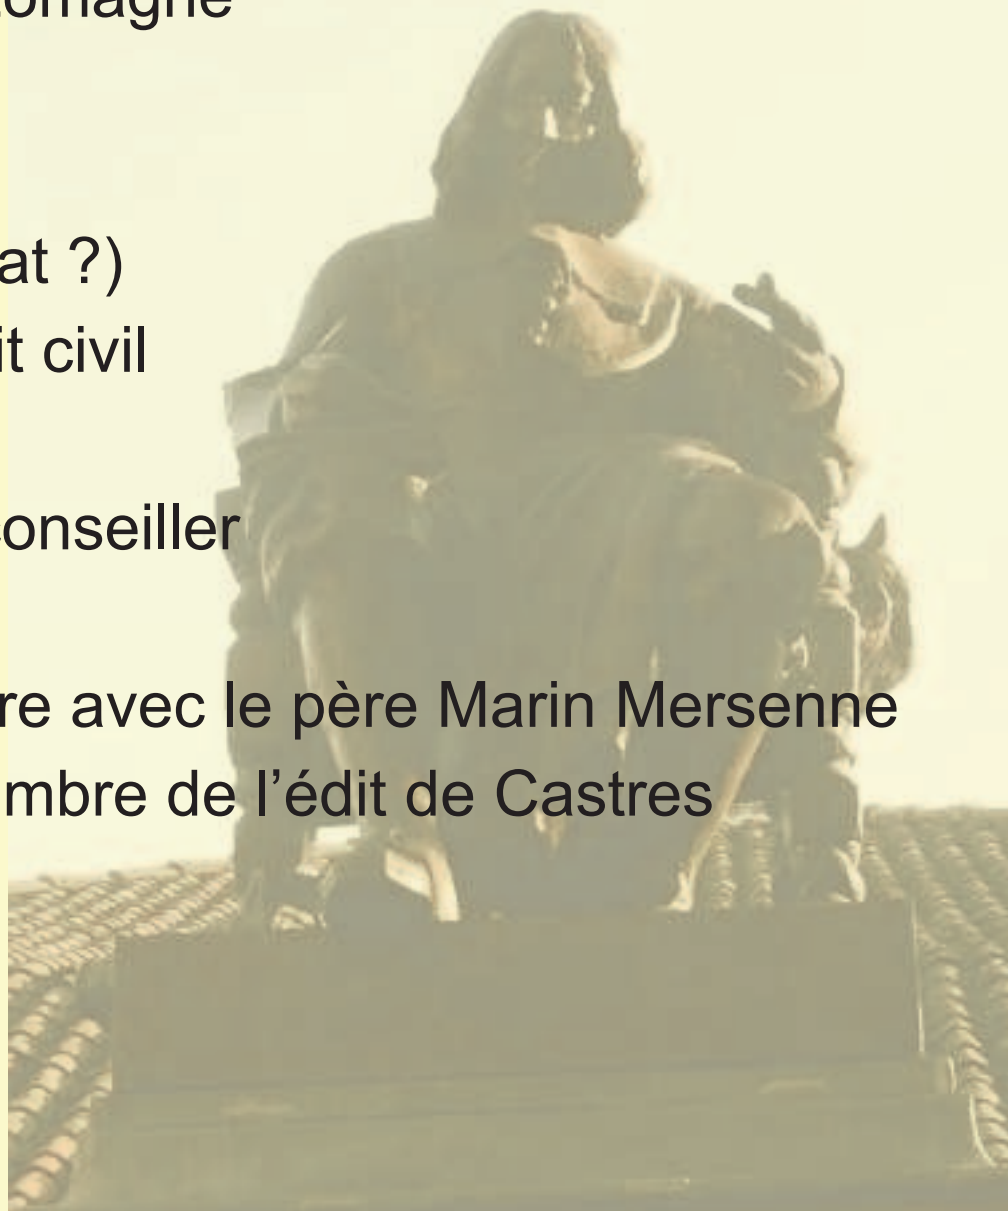 omagne
at ?)
it civil
onseiller
re avec le père Marin Mersenne
mbre de l’édit de Castres